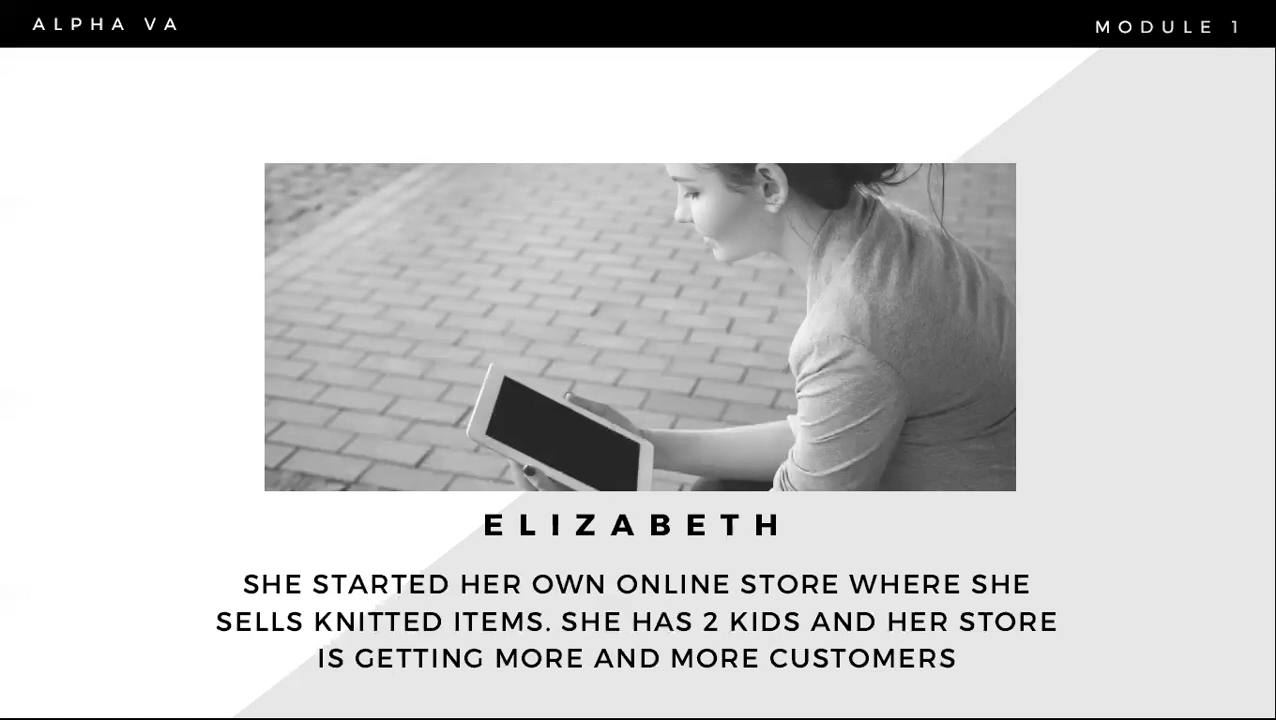 ALPHA VA
MODULE 1
ELIZABETH
SHE STARTED HER OWN ONLINE STORE WHERE SHE
SELLS KNITTED ITEMS. SHE HAS 2 KIDS AND HER STORE
IS GETTING MORE AND MORE CUSTOMERS